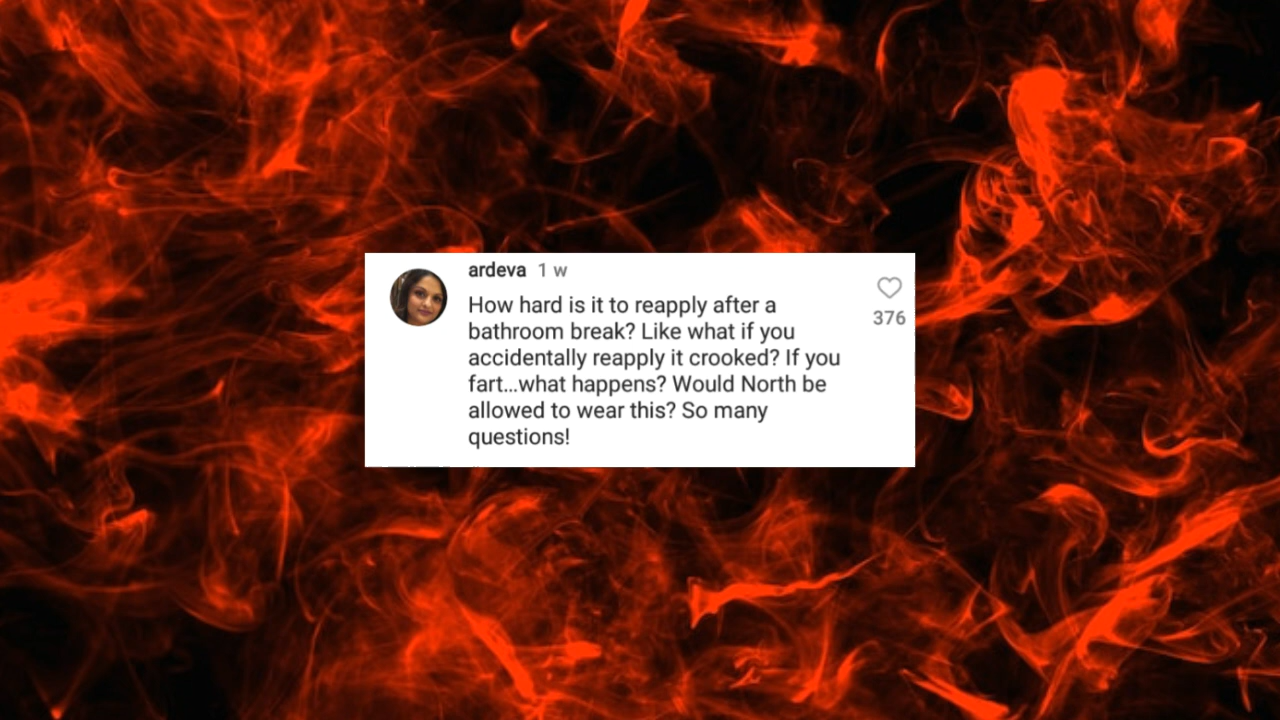 ardeva 1 w
How hard is it to reapply after a
bathroom break? Like what if you
accidentally reapply it crooked? If you
fart...what happens? Would North be
allowed to wear this? So many
questions!
376